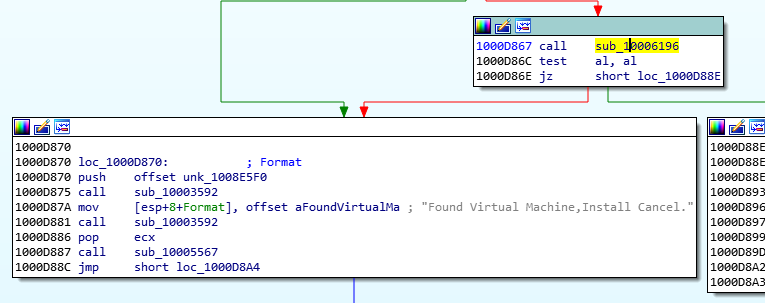 1000D867 call sub_10006196
1000D86C test al, al
1000D86E jz short loc_1000D88E
1000D870
1000D870 loc_1000D870: ; Format
1000D870 push offset unk_1008E5F0
1000D875 call sub_10003592
1000D87A mov [esp+8+Format], offset aFoundVirtualMa ; "Found Virtual Machine,Install Cancel."
1000D881 call sub_10003592
1000D886 pop ecx
1000D887 call sub_10005567
1000D88C jmp short loc_1000D8A4
1000D88E
1000D88E
1000D88E
1000D893
1000D896
1000D897
1000D899
1000D89D
1000D8A2
1000D8A3